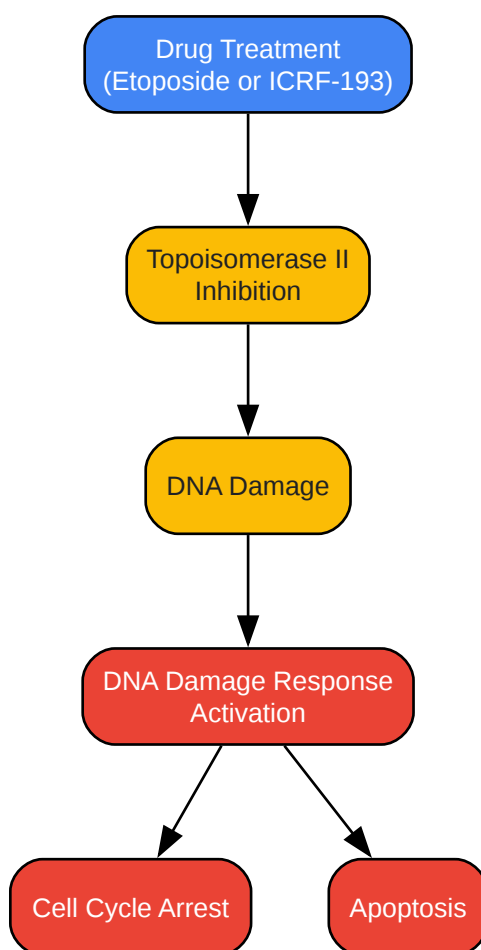 Drug Treatment
(Etoposide or ICRF-193)
Topoisomerase II
Inhibition
DNA Damage
DNA Damage Response
Activation
Cell Cycle Arrest
Apoptosis